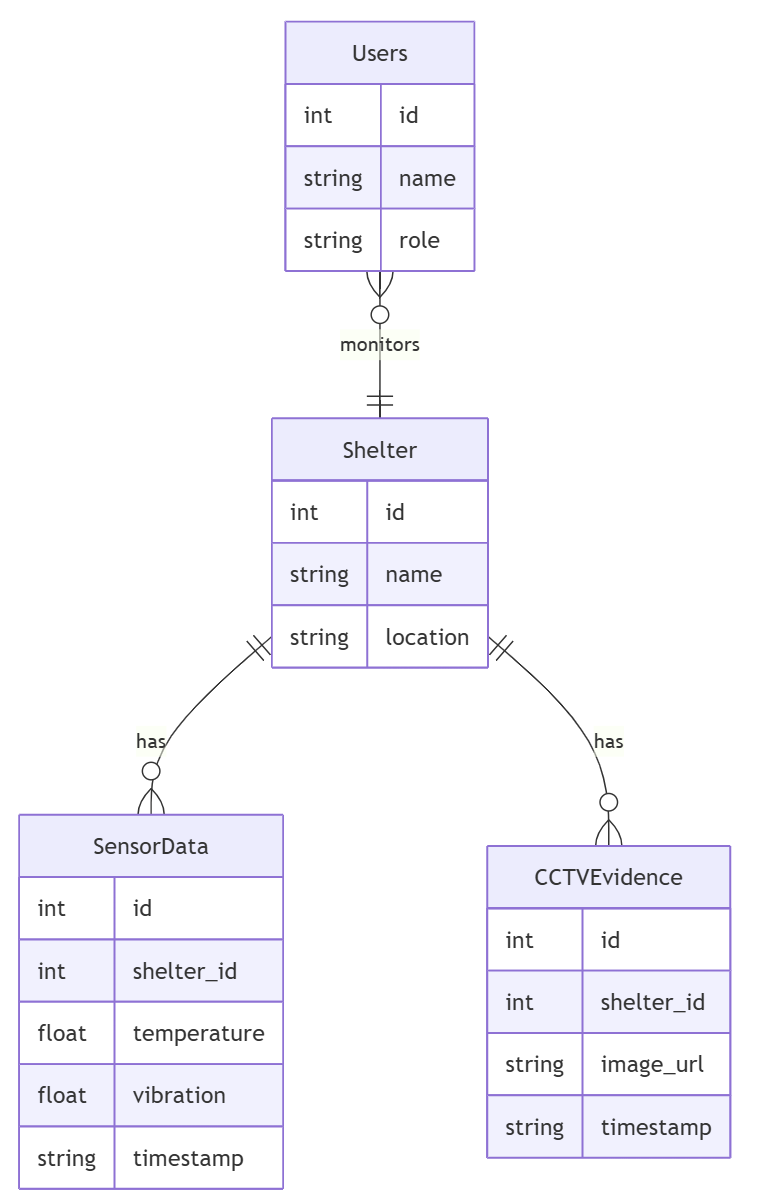 Users
int id
string name
string role
monitors
Shelter
int id
string name
string location
has
has
SensorData
int id
int shelter_id
float temperature
float vibration
string timestamp
CCTVEvidence
int id
int shelter_id
string image_url
string timestamp